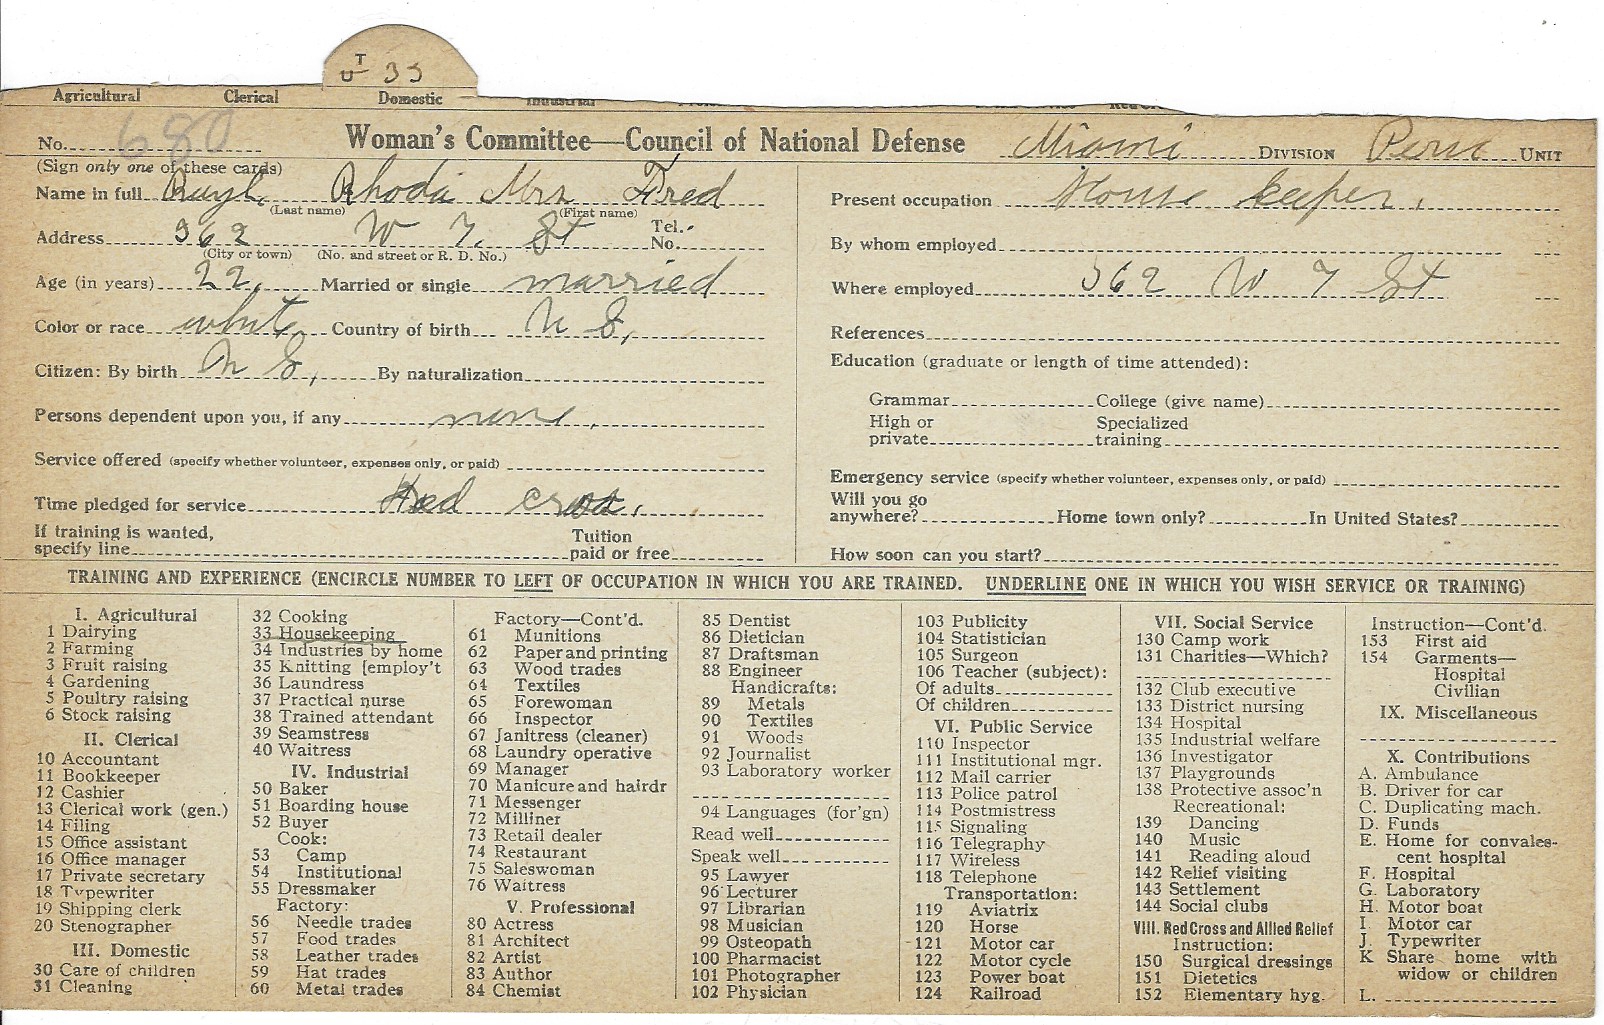 T
U 33
Agricultural Clerical Domestic Industrial
No. 680 Woman's Committee—Council of National Defense Miami DIVISION Peru UNIT
(Sign only one of these cards)
Name in full Rhoda Mrs Fred
(Last name) (First name)
Address 362 W 7. St Tel. No.
(City or town) (No. and street or R. D. No.)
Age (in years) 22. Married or single married
Color or race white Country of birth U S,
Citizen: By birth U S, By naturalization
Persons dependent upon you, if any none,
Service offered (specify whether volunteer, expenses only, or paid)
Time pledged for service Red cross,
If training is wanted,
specify line Tuition
paid or free
Present occupation House keeper,
By whom employed
Where employed 362 W 7 St
References
Education (graduate or length of time attended):
Grammar College (give name)
High or private Specialized training
Emergency service (specify whether volunteer, expenses only, or paid)
Will you go
anywhere? Home town only? In United States?
How soon can you start?
TRAINING AND EXPERIENCE (ENCIRCLE NUMBER TO LEFT OF OCCUPATION IN WHICH YOU ARE TRAINED. UNDERLINE ONE IN WHICH YOU WISH SERVICE OR TRAINING)
I. Agricultural
1 Dairying
2 Farming
3 Fruit raising
4 Gardening
5 Poultry raising
6 Stock raising
II. Clerical
10 Accountant
11 Bookkeeper
12 Cashier
13 Clerical work (gen.)
14 Filing
15 Office assistant
16 Office manager
17 Private secretary
18 Typewriter
19 Shipping clerk
20 Stenographer
III. Domestic
30 Care of children
31 Cleaning
32 Cooking
33 Housekeeping
34 Industries by home
35 Knitting [employ't
36 Laundress
37 Practical nurse
38 Trained attendant
39 Seamstress
40 Waitress
IV. Industrial
50 Baker
51 Boarding house
52 Buyer
Cook:
53 Camp
54 Institutional
55 Dressmaker
Factory:
56 Needle trades
57 Food trades
58 Leather trades
59 Hat trades
60 Metal trades
Factory—Cont'd.
61 Munitions
62 Paper and printing
63 Wood trades
64 Textiles
65 Forewoman
66 Inspector
67 Janitress (cleaner)
68 Laundry operative
69 Manager
70 Manicure and hairdr
71 Messenger
72 Milliner
73 Retail dealer
74 Restaurant
75 Saleswoman
76 Waitress
V. Professional
80 Actress
81 Architect
82 Artist
83 Author
84 Chemist
85 Dentist
86 Dietician
87 Draftsman
88 Engineer
Handicrafts:
89 Metals
90 Textiles
91 Woods
92 Journalist
93 Laboratory worker
94 Languages (for'gn)
Read well
Speak well
95 Lawyer
96 Lecturer
97 Librarian
98 Musician
99 Osteopath
100 Pharmacist
101 Photographer
102 Physician
103 Publicity
104 Statistician
105 Surgeon
106 Teacher (subject):
Of adults
Of children
VI. Public Service
110 Inspector
111 Institutional mgr.
112 Mail carrier
113 Police patrol
114 Postmistress
115 Signaling
116 Telegraphy
117 Wireless
118 Telephone
Transportation:
119 Aviatrix
120 Horse
121 Motor car
122 Motor cycle
123 Power boat
124 Railroad
VII. Social Service
130 Camp work
131 Charities—Which?
132 Club executive
133 District nursing
134 Hospital
135 Industrial welfare
136 Investigator
137 Playgrounds
138 Protective assoc'n
Recreational:
139 Dancing
140 Music
141 Reading aloud
142 Relief visiting
143 Settlement
144 Social clubs
VIII. Red Cross and Allied Relief
Instruction:
150 Surgical dressings
151 Dietetics
152 Elementary hyg.
Instruction—Cont'd.
153 First aid
154 Garments—
Hospital
Civilian
IX. Miscellaneous
X. Contributions
A. Ambulance
B. Driver for car
C. Duplicating mach.
D. Funds
E. Home for convales-
cent hospital
F. Hospital
G. Laboratory
H. Motor boat
I. Motor car
J. Typewriter
K Share home with
widow or children
L.